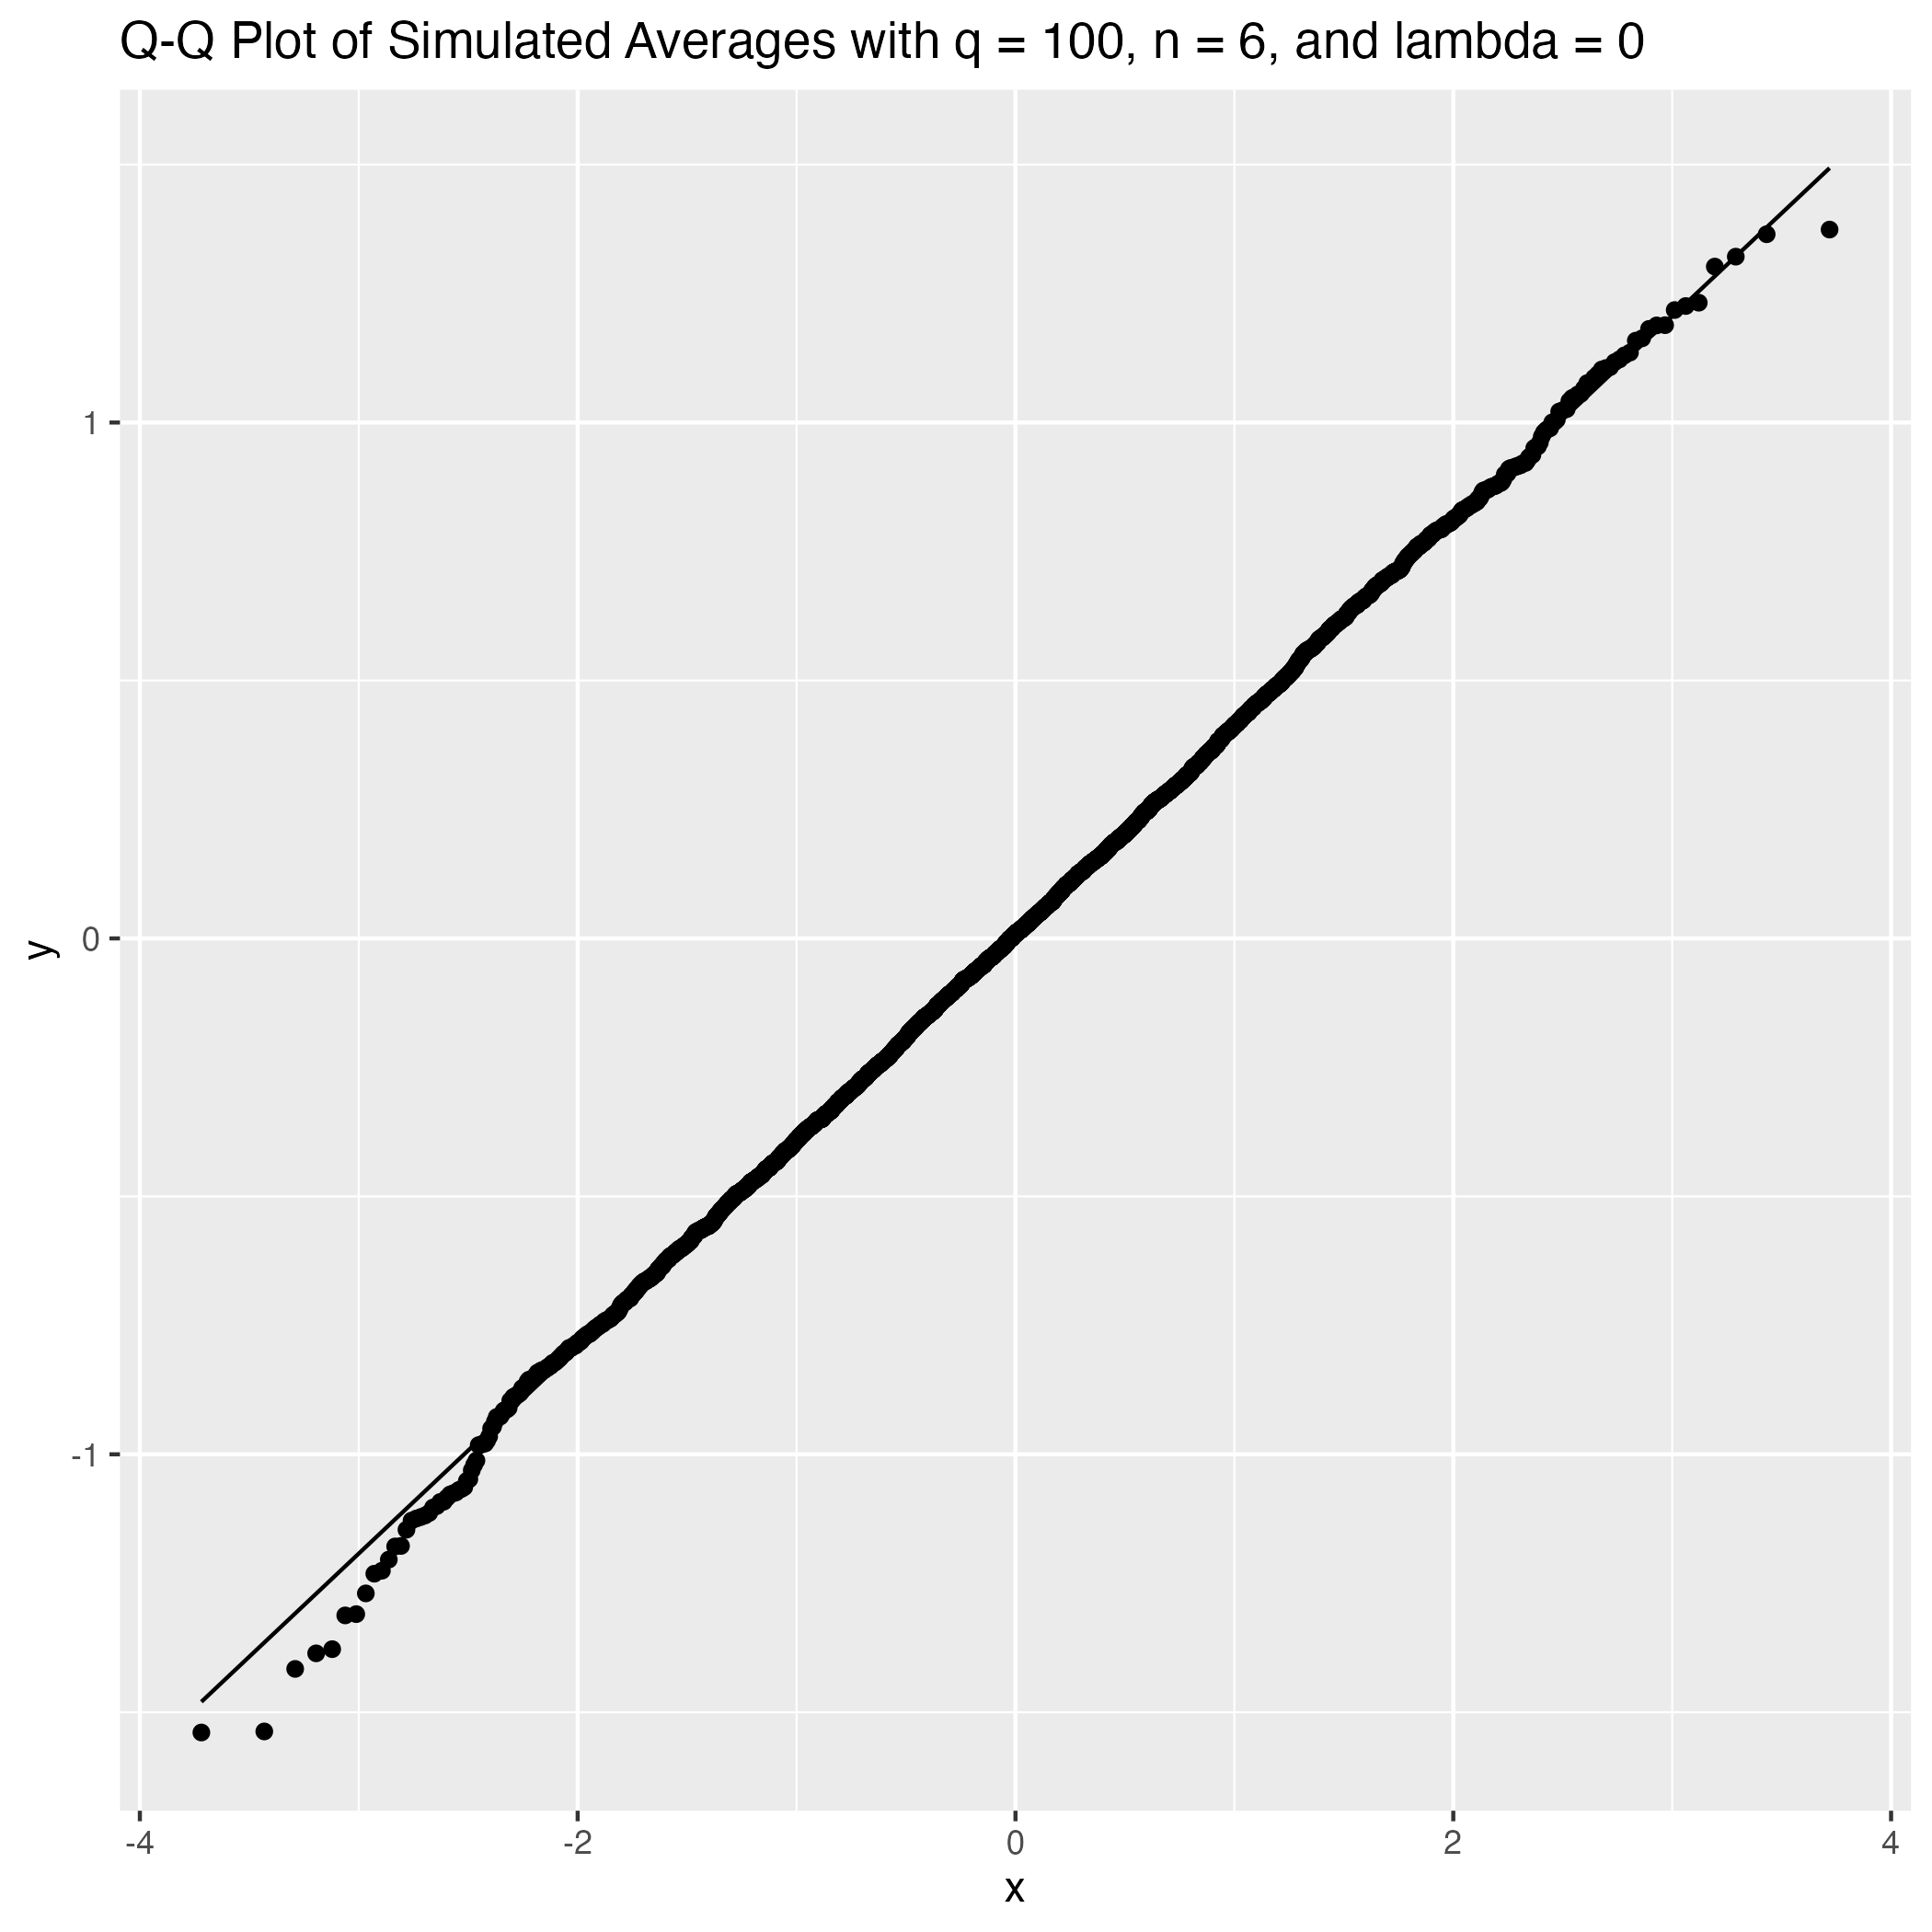 Q-Q Plot of Simulated Averages with q = 100, n = 6, and lambda = 0
1
0
-1
y
-4 -2 0 2 4
x